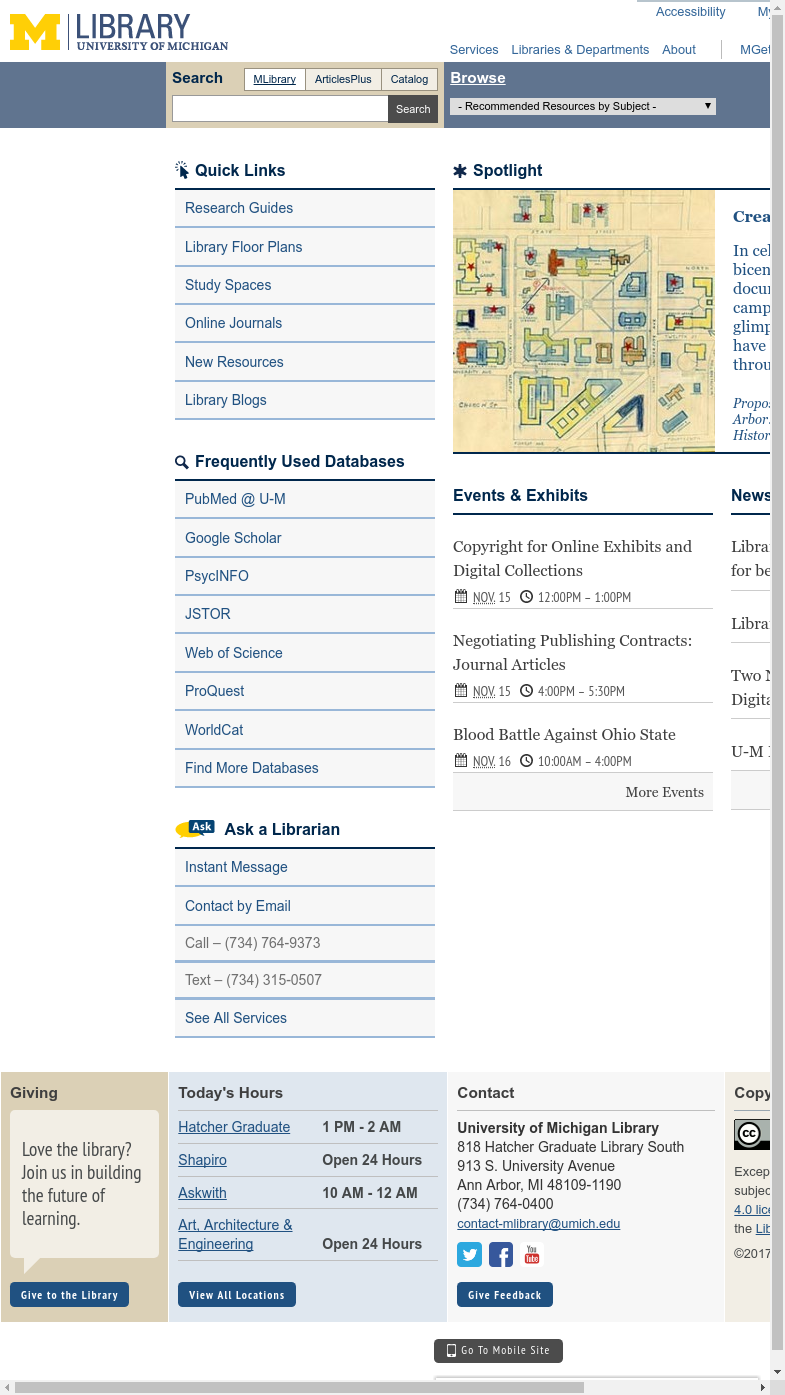 Accessibility
M LIBRARY
UNIVERSITY OF MICHIGAN
Services Libraries & Departments About
Search MLibrary ArticlesPlus Catalog
Search
Browse
- Recommended Resources by Subject -
Quick Links
Research Guides
Library Floor Plans
Study Spaces
Online Journals
New Resources
Library Blogs
Frequently Used Databases
PubMed @ U-M
Google Scholar
PsycINFO
JSTOR
Web of Science
ProQuest
WorldCat
Find More Databases
Ask Ask a Librarian
Instant Message
Contact by Email
Call – (734) 764-9373
Text – (734) 315-0507
See All Services
Spotlight
STATE STREET
NORTH
CHURCH ST
Crea
In cel
bicen
docu
camp
glimp
have
throu
Propo
Arbor
Histor
Events & Exhibits
Copyright for Online Exhibits and
Digital Collections
NOV. 15 12:00PM – 1:00PM
Negotiating Publishing Contracts:
Journal Articles
NOV. 15 4:00PM – 5:30PM
Blood Battle Against Ohio State
NOV. 16 10:00AM – 4:00PM
More Events
News
Libra
for be
Libra
Two N
Digita
U-M
Giving
Love the library?
Join us in building
the future of
learning.
Give to the Library
Today's Hours
Hatcher Graduate 1 PM - 2 AM
Shapiro Open 24 Hours
Askwith 10 AM - 12 AM
Art, Architecture &
Engineering Open 24 Hours
View All Locations
Contact
University of Michigan Library
818 Hatcher Graduate Library South
913 S. University Avenue
Ann Arbor, MI 48109-1190
(734) 764-0400
contact-mlibrary@umich.edu
You
Tube
Give Feedback
Copy
cc
Excep
subjec
4.0 lice
the Lib
©2017
Go To Mobile Site